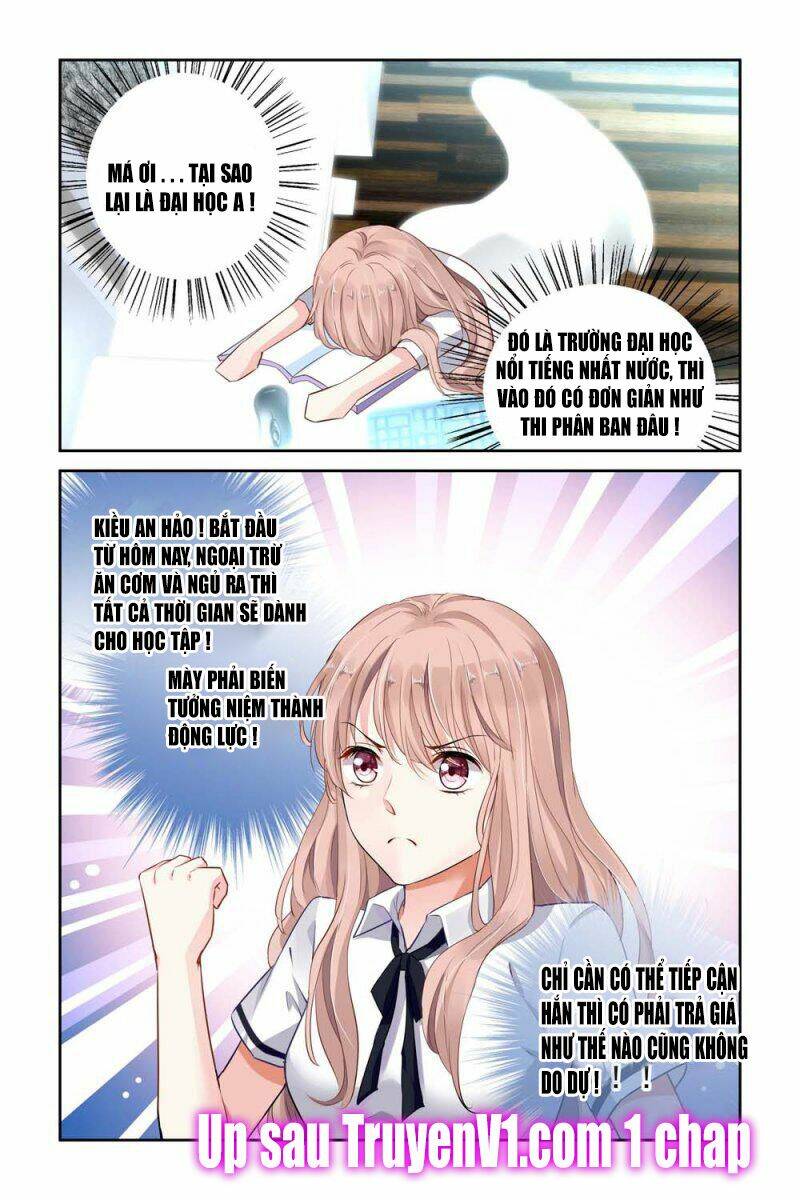 MÁ ƠI . . . TẠI SAO
LẠI LÀ ĐẠI HỌC A !
ĐÓ LÀ TRƯỜNG ĐẠI HỌC
NỔI TIẾNG NHẤT NƯỚC, THÌ
VÀO ĐÓ CÓ ĐƠN GIẢN NHƯ
THI PHÂN BAN ĐÂU !
KIỀU AN HẢO ! BẮT ĐẦU
TỪ HÔM NAY, NGOẠI TRỪ
ĂN CƠM VÀ NGỦ RA THÌ
TẤT CẢ THỜI GIAN SẼ DÀNH
CHO HỌC TẬP !
MÀY PHẢI BIẾN
TƯỞNG NIỆM THÀNH
ĐỘNG LỰC !
CHỈ CẦN CÓ THỂ TIẾP CẬN
HẮN THÌ CÓ PHẢI TRẢ GIÁ
NHƯ THẾ NÀO CŨNG KHÔNG
DO DỰ ! ! !
Up sau TruyenV1.com 1 chap